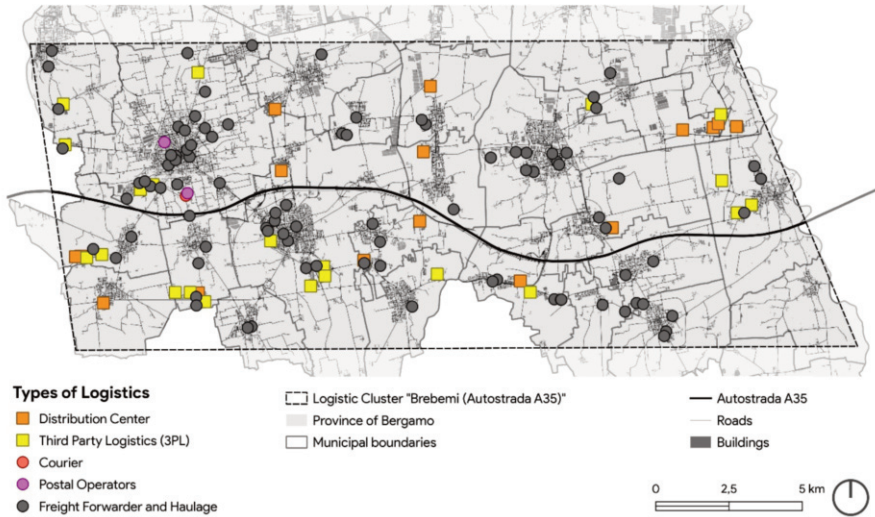 Types of Logistics
Distribution Center
Third Party Logistics (3PL)
Courier
Postal Operators
Freight Forwarder and Haulage
Logistic Cluster "Brebemi (Autostrada A35)"
Province of Bergamo
Municipal boundaries
Autostrada A35
Roads
Buildings
0 2,5 5 km